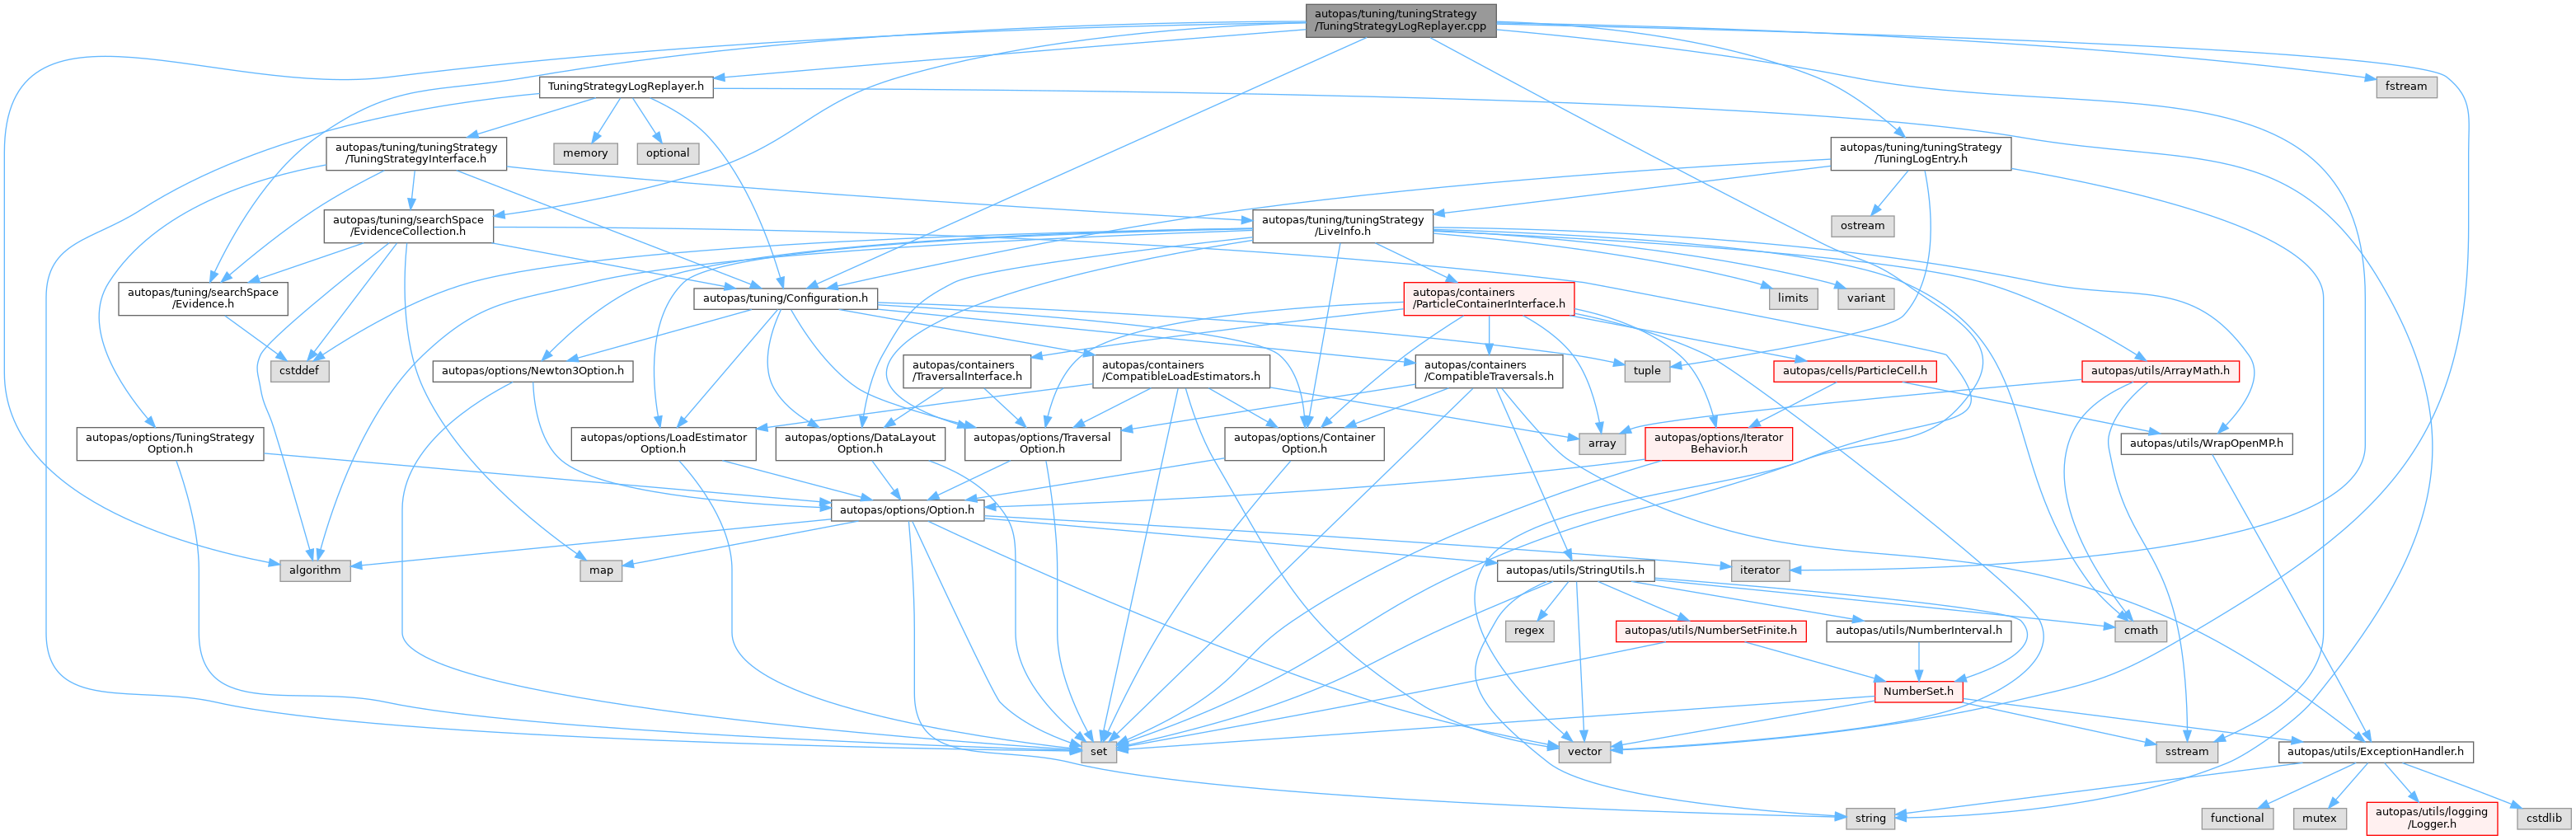 autopas/tuning/tuningStrategy
/TuningStrategyLogReplayer.cpp
TuningStrategyLogReplayer.h
fstream
autopas/tuning/tuningStrategy
/TuningStrategyInterface.h
memory
optional
autopas/tuning/tuningStrategy
/TuningLogEntry.h
autopas/tuning/searchSpace
/EvidenceCollection.h
autopas/tuning/tuningStrategy
/LiveInfo.h
ostream
autopas/tuning/searchSpace
/Evidence.h
autopas/tuning/Configuration.h
autopas/containers
/ParticleContainerInterface.h
limits
variant
cstddef
autopas/options/Newton3Option.h
autopas/containers
/TraversalInterface.h
autopas/containers
/CompatibleLoadEstimators.h
autopas/containers
/CompatibleTraversals.h
tuple
autopas/cells/ParticleCell.h
autopas/utils/ArrayMath.h
autopas/options/TuningStrategy
Option.h
autopas/options/LoadEstimator
Option.h
autopas/options/DataLayout
Option.h
autopas/options/Traversal
Option.h
autopas/options/Container
Option.h
array
autopas/options/Iterator
Behavior.h
autopas/utils/WrapOpenMP.h
autopas/options/Option.h
algorithm
map
autopas/utils/StringUtils.h
iterator
regex
autopas/utils/NumberSetFinite.h
autopas/utils/NumberInterval.h
cmath
NumberSet.h
set
vector
sstream
autopas/utils/ExceptionHandler.h
string
functional
mutex
autopas/utils/logging
/Logger.h
cstdlib